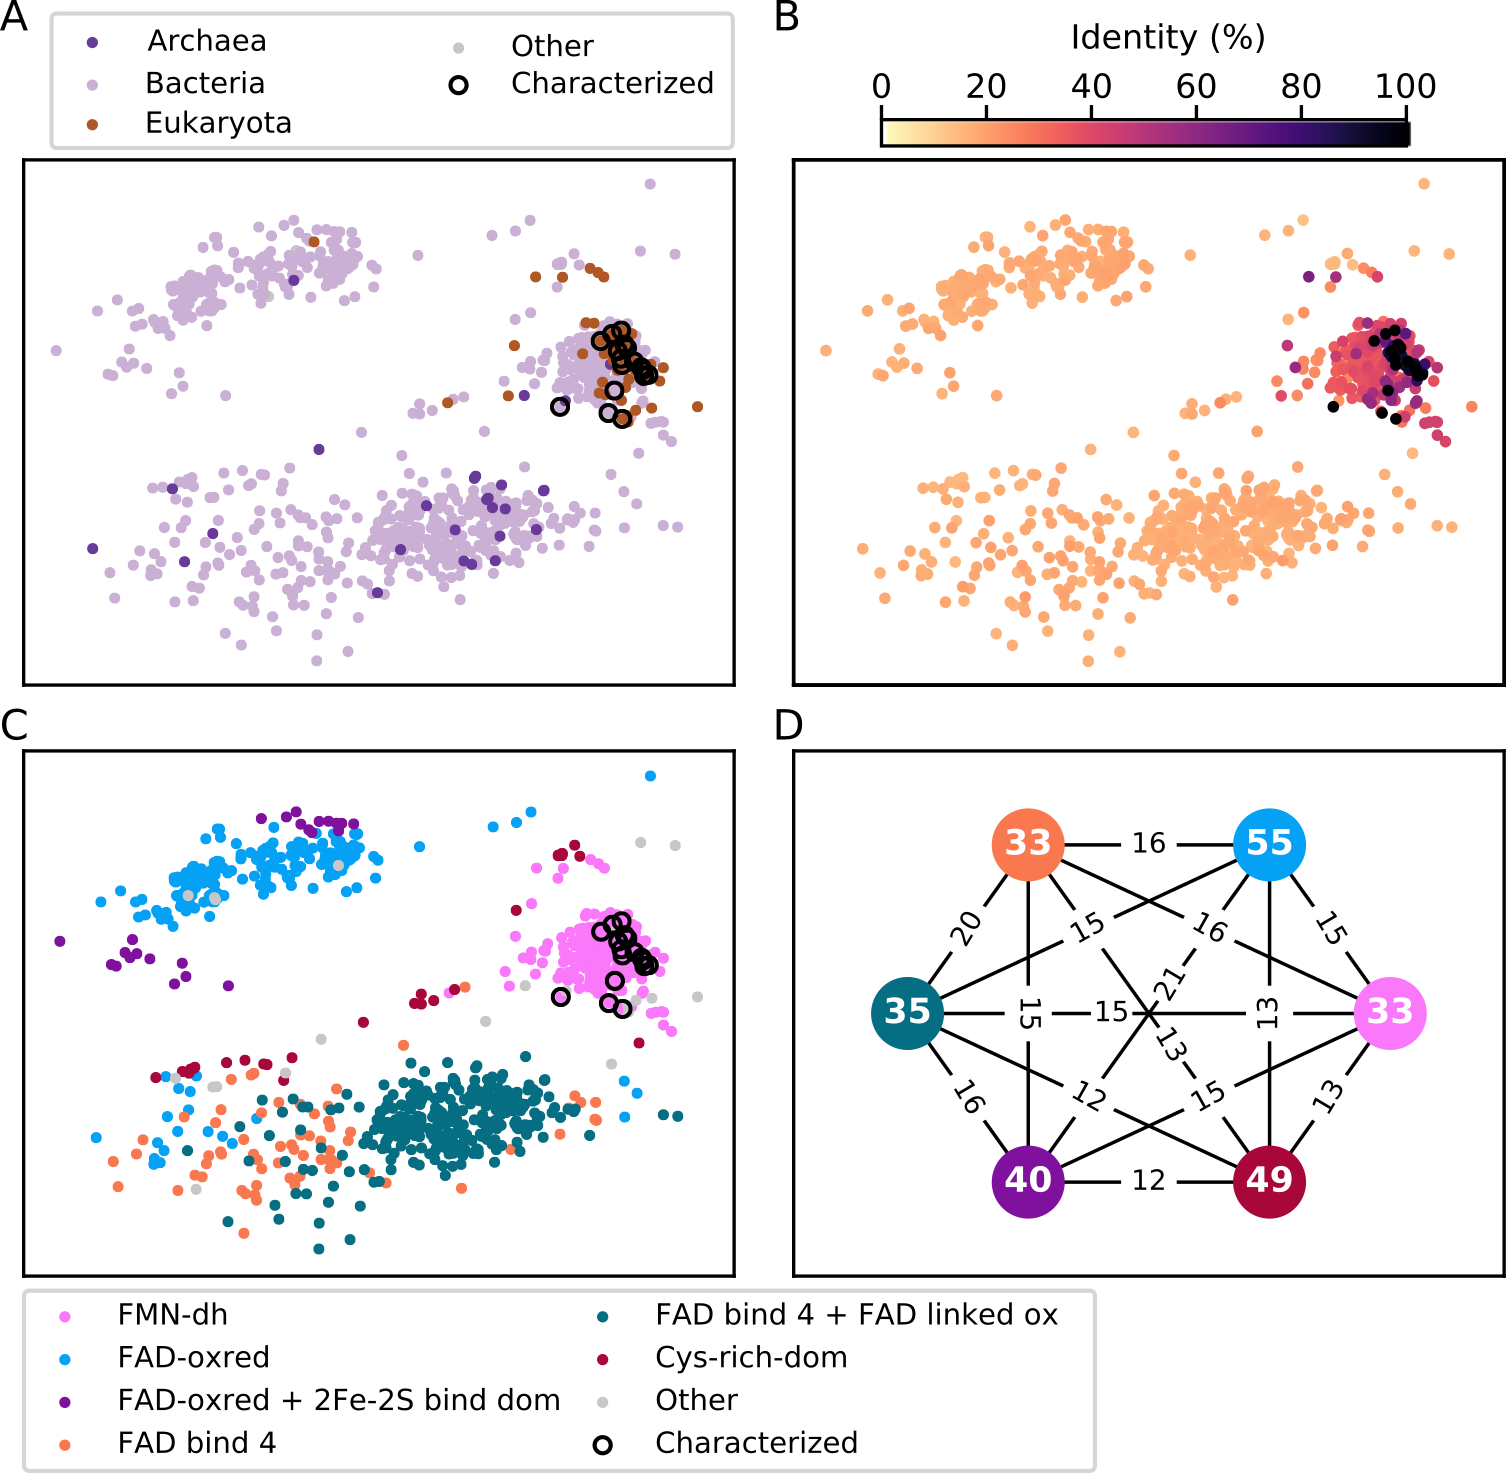 A
Archaea
Bacteria
Eukaryota
Other
Characterized
B
Identity (%)
0 20 40 60 80 100
C
D
33 16 55
20 15 16 15
35 15 15 21 13 33
13
16 12 15 13
40 12 49
FMN-dh
FAD-oxred
FAD-oxred + 2Fe-2S bind dom
FAD bind 4
FAD bind 4 + FAD linked ox
Cys-rich-dom
Other
Characterized